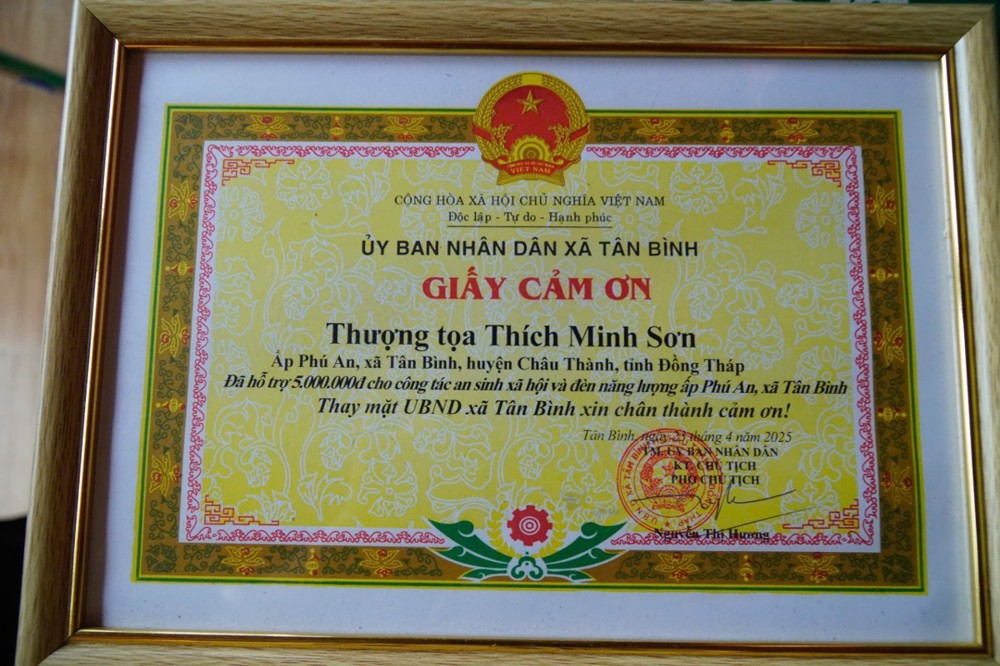 VIỆT NAM
CỘNG HÒA XÃ HỘI CHỦ NGHĨA VIỆT NAM
Độc lập - Tự do - Hạnh phúc
ỦY BAN NHÂN DÂN XÃ TÂN BÌNH
GIẤY CẢM ƠN
Thượng tọa Thích Minh Sơn
Ấp Phú An, xã Tân Bình, huyện Châu Thành, tỉnh Đồng Tháp
Đã hỗ trợ 5.000.000đ cho công tác an sinh xã hội và đèn năng lượng ấp Phú An, xã Tân Bình
Thay mặt UBND xã Tân Bình xin chân thành cảm ơn!
Tân Bình, ngày tháng 4 năm 2025
TM. ỦY BAN NHÂN DÂN
KT. CHỦ TỊCH
PHÓ CHỦ TỊCH
Nguyễn Thị Hương